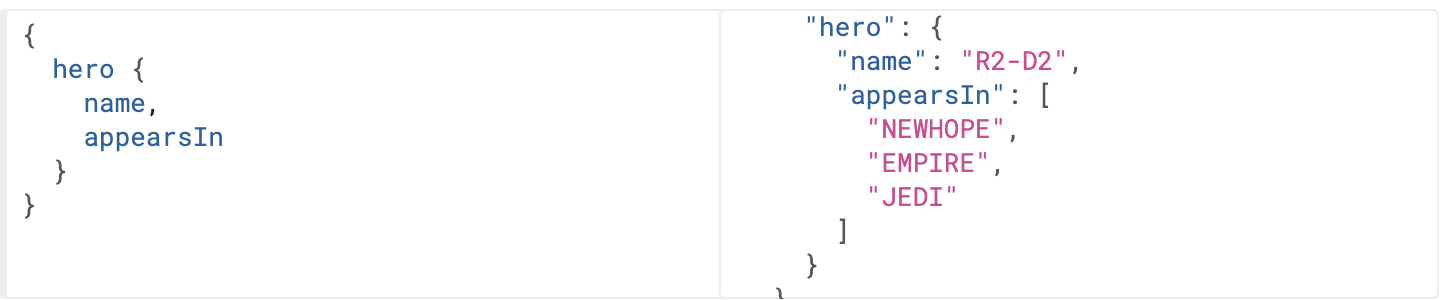 {
  hero {
    name,
    appearsIn
  }
}
"hero": {
  "name": "R2-D2",
  "appearsIn": [
    "NEWHOPE",
    "EMPIRE",
    "JEDI"
  ]
}
}